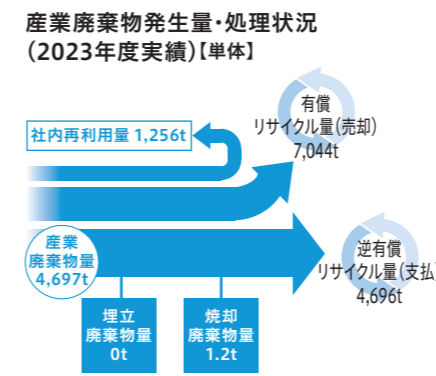 産業廃棄物発生量・処理状況
（2023年度実績）【単体】
社内再利用量 1,256t
有償
リサイクル量（売却）
7,044t
産業
廃棄物量
4,697t
逆有償
リサイクル量（支払）
4,696t
埋立
廃棄物量
0t
焼却
廃棄物量
1.2t